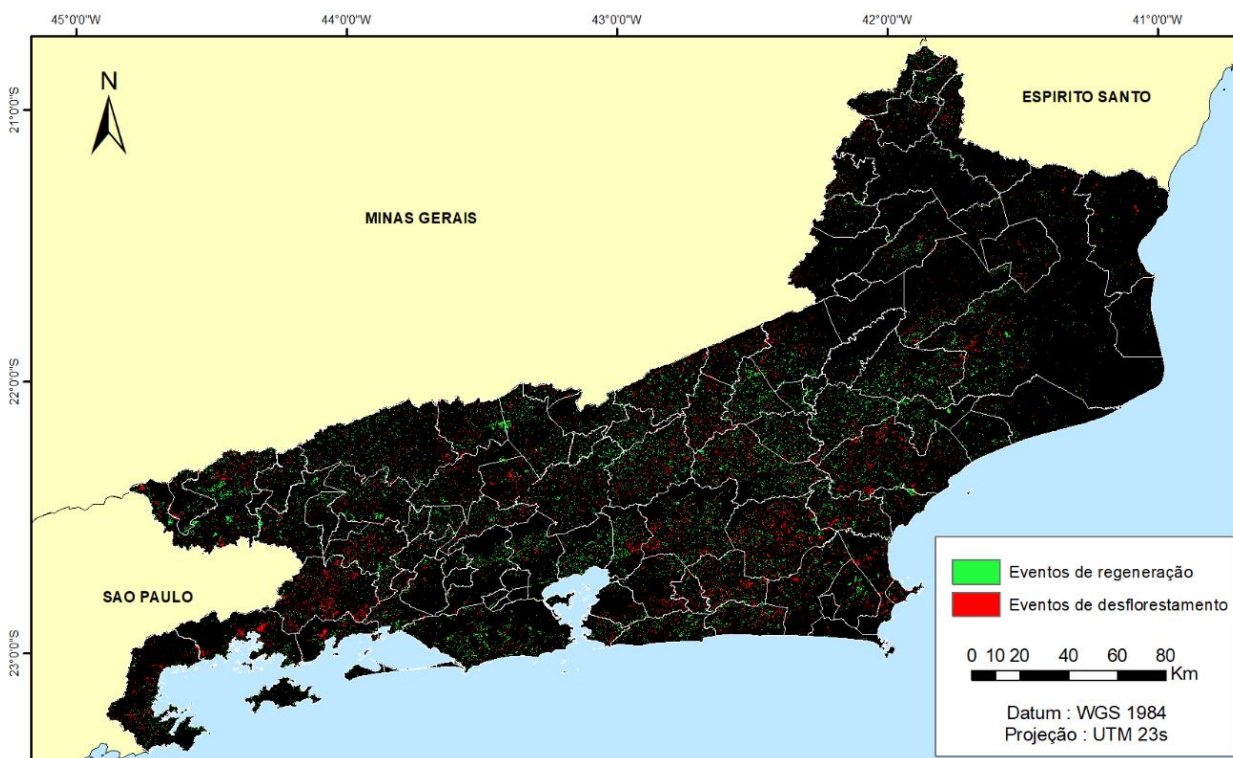 45°0'0"W 44°0'0"W 43°0'0"W 42°0'0"W 41°0'0"W
N
21°0'0"S
ESPIRITO SANTO
MINAS GERAIS
22°0'0"S
SAO PAULO
23°0'0"S
Eventos de regeneração
Eventos de desflorestamento
0 10 20 40 60 80
Km
Datum : WGS 1984
Projeção : UTM 23s